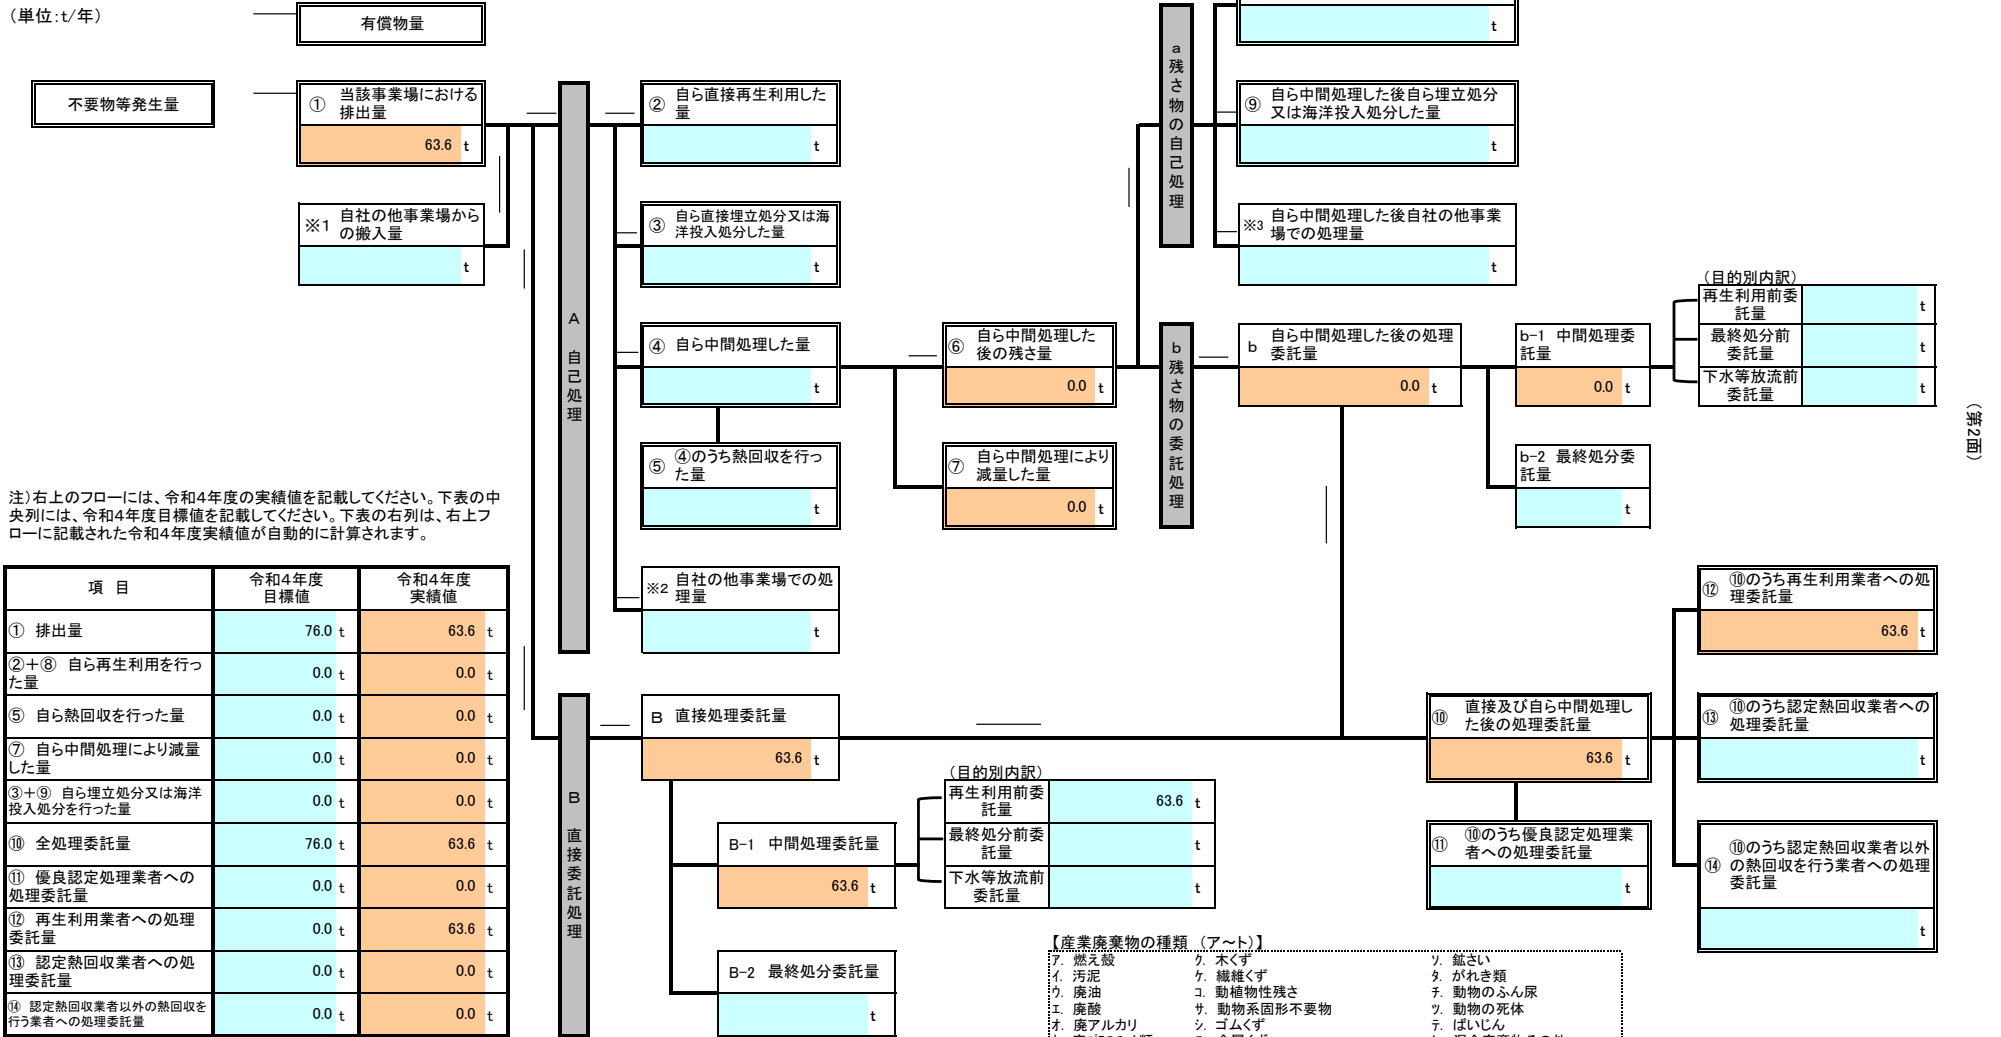 （単位：t/年）
有償物量
t
不要物等発生量
① 当該事業場における
排出量
63.6 t
※1 自社の他事業場から
の搬入量
t
A 自己処理
② 自ら直接再生利用した
量
t
③ 自ら直接埋立処分又は海
洋投入処分した量
t
④ 自ら中間処理した量
t
⑤ ④のうち熱回収を行っ
た量
t
※2 自社の他事業場での処
理量
t
⑥ 自ら中間処理した
後の残さ量
0.0 t
⑦ 自ら中間処理により
減量した量
0.0 t
a 残さ物の自己処理
⑨ 自ら中間処理した後自ら埋立処分
又は海洋投入処分した量
t
※3 自ら中間処理した後自社の他事業
場での処理量
t
b 残さ物の委託処理
b 自ら中間処理した後の処理
委託量
0.0 t
b-1 中間処理委
託量
0.0 t
b-2 最終処分委
託量
t
（目的別内訳）
再生利用前委
託量
t
最終処分前
委託量
t
下水等放流前
委託量
t
（第2面）
注）右上のフローには、令和4年度の実績値を記載してください。下表の中
央列には、令和4年度目標値を記載してください。下表の右列は、右上フ
ローに記載された令和4年度実績値が自動的に計算されます。
項 目
令和4年度
目標値
令和4年度
実績値
① 排出量 76.0 t 63.6 t
②＋⑧ 自ら再生利用を行っ
た量 0.0 t 0.0 t
⑤ 自ら熱回収を行った量 0.0 t 0.0 t
⑦ 自ら中間処理により減量
した量 0.0 t 0.0 t
③＋⑨ 自ら埋立処分又は海洋
投入処分を行った量 0.0 t 0.0 t
⑩ 全処理委託量 76.0 t 63.6 t
⑪ 優良認定処理業者への
処理委託量 0.0 t 0.0 t
⑫ 再生利用業者への処理
委託量 0.0 t 63.6 t
⑬ 認定熱回収業者への処
理委託量 0.0 t 0.0 t
⑭ 認定熱回収業者以外の熱回収を
行う業者への処理委託量 0.0 t 0.0 t
B 直接委託処理
B 直接処理委託量
63.6 t
B-1 中間処理委託量
63.6 t
B-2 最終処分委託量
t
（目的別内訳）
再生利用前委
託量
63.6 t
最終処分前委
託量
t
下水等放流前
委託量
t
⑩ 直接及び自ら中間処理し
た後の処理委託量
63.6 t
⑪ ⑩のうち優良認定処理業
者への処理委託量
t
⑫ ⑩のうち再生利用業者への処
理委託量
63.6 t
⑬ ⑩のうち認定熱回収業者への
処理委託量
t
⑭ ⑩のうち認定熱回収業者以外
の熱回収を行う業者への処理
委託量
t
【産業廃棄物の種類 （ア～ト）】
ア. 燃え殻 ク. 木くず ソ. 鉱さい
イ. 汚泥 ケ. 繊維くず タ. がれき類
ウ. 廃油 コ. 動植物性残さ チ. 動物のふん尿
エ. 廃酸 サ. 動物系固形不要物 ツ. 動物の死体
オ. 廃アルカリ シ. ゴムくず テ. ばいじん